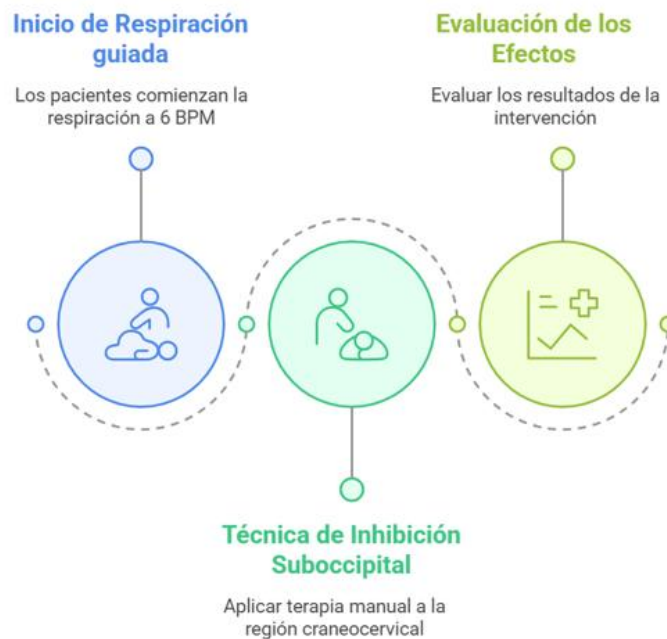 Inicio de Respiración
guiada
Los pacientes comienzan la
respiración a 6 BPM
Evaluación de los
Efectos
Evaluar los resultados de la
intervención
Técnica de Inhibición
Suboccipital
Aplicar terapia manual a la
región craneocervical